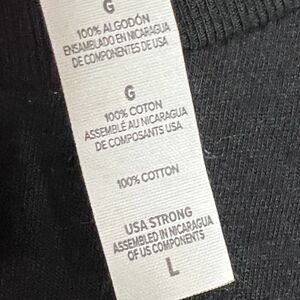 G
100% ALGODÓN
ENSAMBLADO EN NICARAGUA
DE COMPONENTES DE USA
G
100% COTON
ASSEMBLÉ AU NICARAGUA
DE COMPOSANTS USA
100% COTTON
USA STRONG
ASSEMBLED IN NICARAGUA
OF US COMPONENTS
L